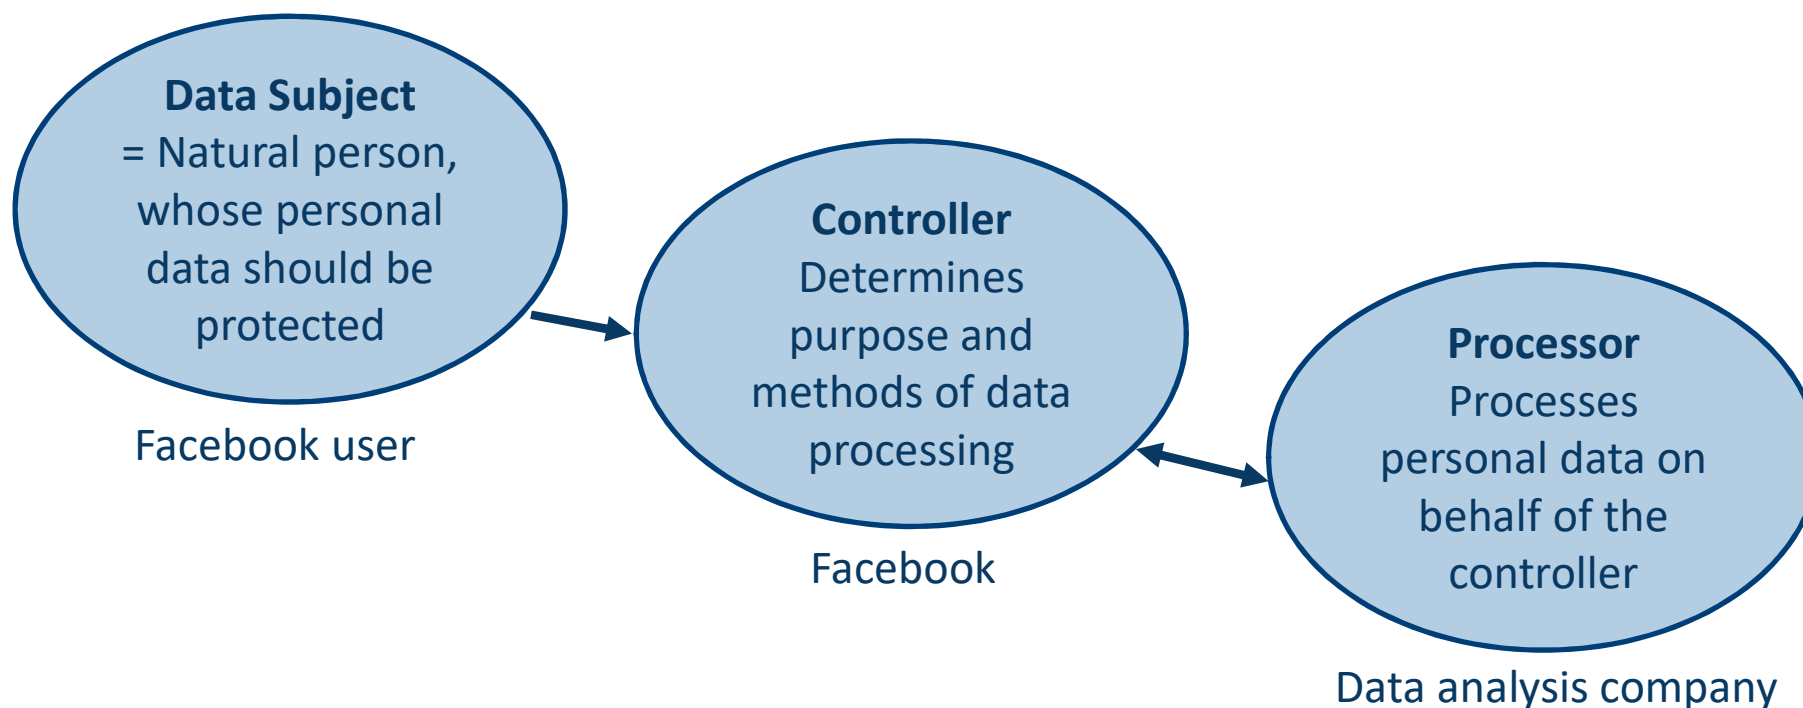 Data Subject
= Natural person,
whose personal
data should be
protected
Facebook user
Controller
Determines
purpose and
methods of data
processing
Facebook
Processor
Processes
personal data on
behalf of the
controller
Data analysis company